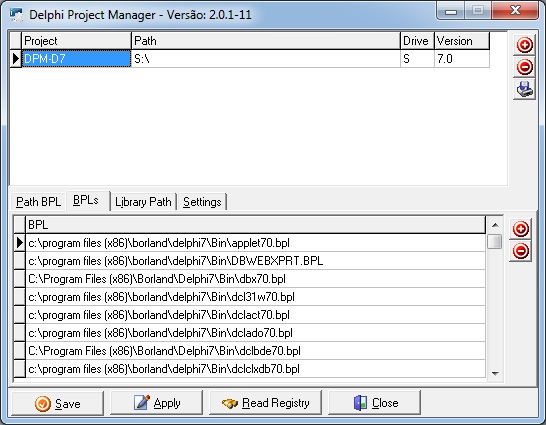 Delphi Project Manager - Versão: 2.0.1-11
Project Path Drive Version
DPM-D7 S:\ S 7.0
Path BPL BPLs Library Path Settings
BPL
c:\program files (x86)\borland\delphi7\Bin\applet70.bpl
c:\program files (x86)\borland\delphi7\Bin\DBWEBXPRT.BPL
C:\Program Files (x86)\Borland\Delphi7\Bin\dbx70.bpl
c:\program files (x86)\borland\delphi7\Bin\dcl31w70.bpl
c:\program files (x86)\borland\delphi7\Bin\dclact70.bpl
c:\program files (x86)\borland\delphi7\Bin\dclado70.bpl
C:\Program Files (x86)\Borland\Delphi7\Bin\dclbde70.bpl
c:\program files (x86)\borland\delphi7\Bin\dclclxdb70.bpl
Save Apply Read Registry Close